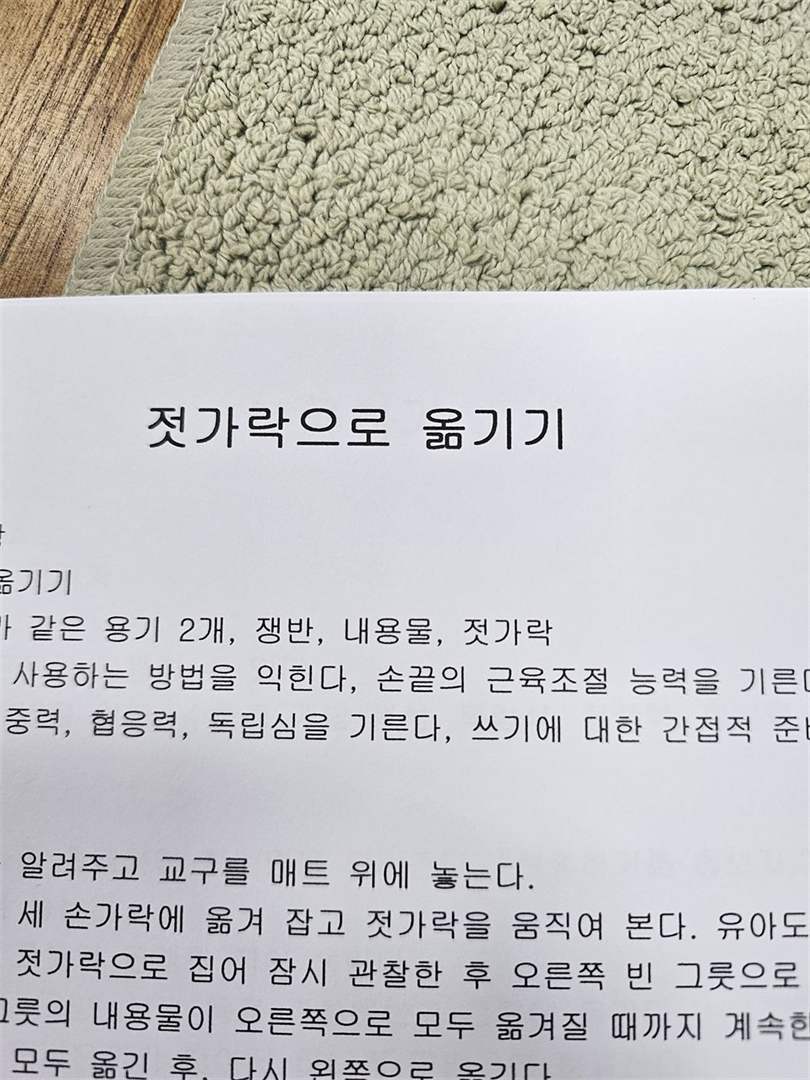 젓가락으로 옮기기
옮기기
같은 용기 2개, 쟁반, 내용물, 젓가락
사용하는 방법을 익힌다, 손끝의 근육조절 능력을 기른다
중력, 협응력, 독립심을 기른다, 쓰기에 대한 간접적
알려주고 교구를 매트 위에 놓는다.
세 손가락에 옮겨 잡고 젓가락을 움직여 본다. 유아도
젓가락으로 집어 잠시 관찰한 후 오른쪽 빈 그릇으로
그릇의 내용물이 오른쪽으로 모두 옮겨질 때까지 계속한
모두 옮긴 후, 다시 왼쪽으로 옮긴다